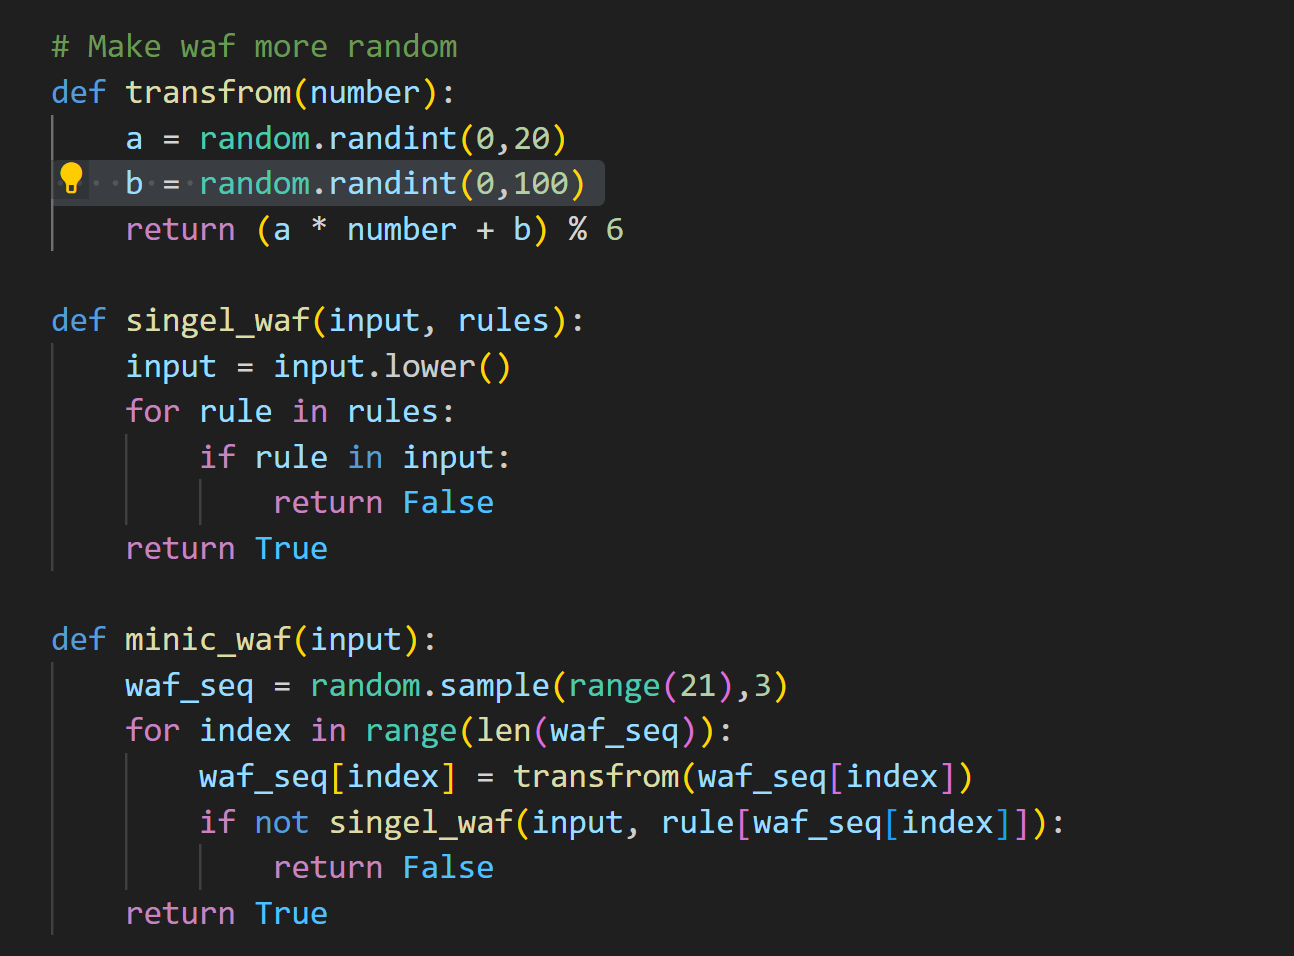 # Make waf more random
def transfrom(number):
    a = random.randint(0,20)
    b = random.randint(0,100)
    return (a * number + b) % 6

def singel_waf(input, rules):
    input = input.lower()
    for rule in rules:
        if rule in input:
            return False
    return True

def minic_waf(input):
    waf_seq = random.sample(range(21),3)
    for index in range(len(waf_seq)):
        waf_seq[index] = transfrom(waf_seq[index])
        if not singel_waf(input, rule[waf_seq[index]]):
            return False
    return True